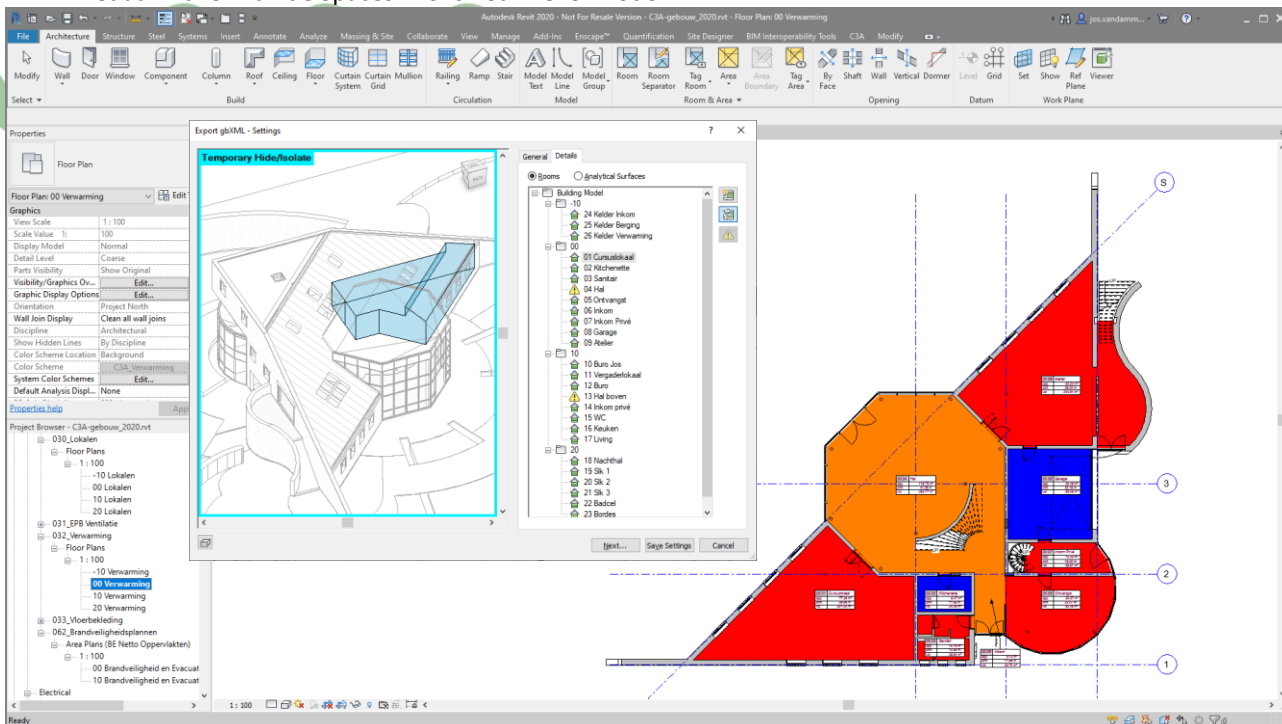 Autodesk Revit 2020 - Not For Resale Version - C3A-gebouw_2020.rvt - Floor Plan: 00 Verwarming
jos.vandamm...
File Architecture Structure Steel Systems Insert Annotate Analyze Massing & Site Collaborate View Manage Add-Ins Enscape™ Quantification Site Designer BIM Interoperability Tools C3A Modify
Modify Wall Door Window Component Column Roof Ceiling Floor Curtain System Curtain Grid Mullion Railing Ramp Stair Model Text Model Line Model Group Room Room Separator Tag Room Area Area Boundary Tag Area By Face Shaft Wall Vertical Dormer Level Grid Set Show Ref Plane Viewer
Select Build Circulation Model Room & Area Opening Datum Work Plane
Properties
Floor Plan
Floor Plan: 00 Verwarming Edit
Graphics
View Scale 1 : 100
Scale Value 1: 100
Display Model Normal
Detail Level Coarse
Parts Visibility Show Original
Visibility/Graphics Ov... Edit...
Graphic Display Options Edit...
Orientation Project North
Wall Join Display Clean all wall joins
Discipline Architectural
Show Hidden Lines By Discipline
Color Scheme Location Background
Color Scheme C3A_Verwarming
System Color Schemes Edit...
Default Analysis Displ... None
Properties help App
Project Browser - C3A-gebouw_2020.rvt
030_Lokalen
Floor Plans
1 : 100
-10 Lokalen
00 Lokalen
10 Lokalen
20 Lokalen
031_EPB Ventilatie
032_Verwarming
Floor Plans
1 : 100
-10 Verwarming
00 Verwarming
10 Verwarming
20 Verwarming
033_Vloerbekleding
062_Brandveiligheidsplannen
Area Plans (BE Netto Oppervlakten)
1 : 100
00 Brandveiligheid en Evacuat
10 Brandveiligheid en Evacuat
Electrical
Ready
Export gbXML - Settings ? X
Temporary Hide/Isolate
General Details
Rooms Analytical Surfaces
Building Model
-10
24 Kelder Inkom
25 Kelder Berging
26 Kelder Verwaming
00
01 Cursuslokaal
02 Kitchenette
03 Sanitair
04 Hal
05 Ontvangst
06 Inkom
07 Inkom Privé
08 Garage
09 Atelier
10
10 Buro Jos
11 Vergaderlokaal
12 Buro
13 Hal boven
14 Inkom privé
15 WC
16 Keuken
17 Living
20
18 Nachthal
19 Slk 1
20 Slk 2
21 Slk 3
22 Badcel
23 Bordes
Next... Save Settings Cancel
S
3
2
1
1 : 100